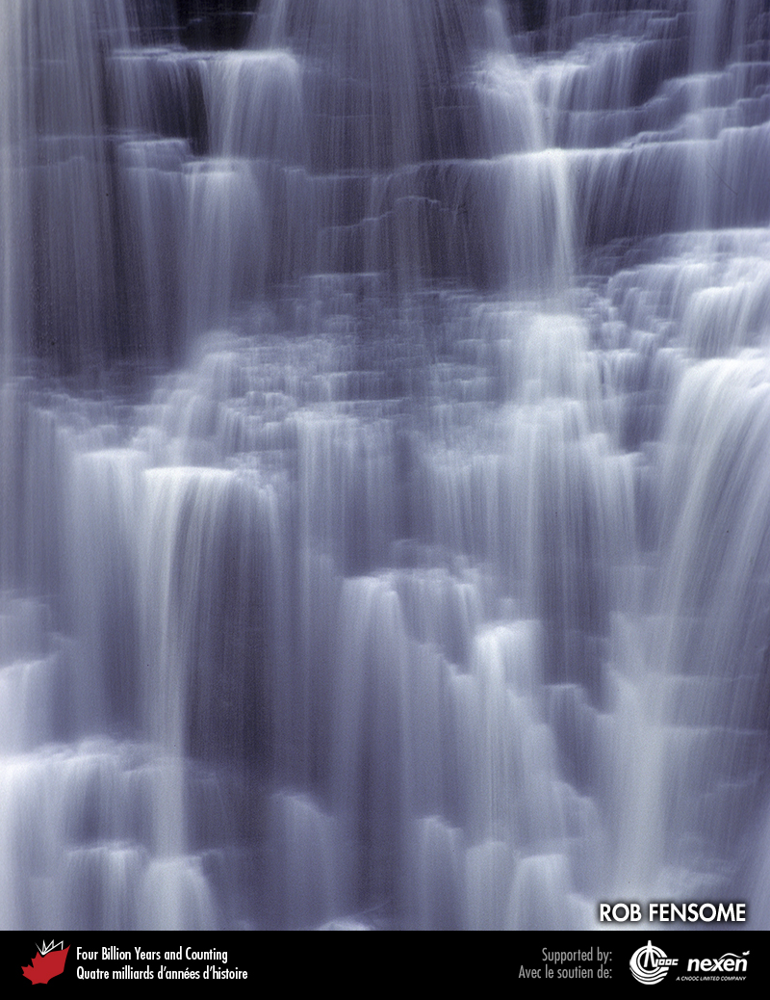 ROB FENSOME
Four Billion Years and Counting
Quatre milliards d'années d'histoire
Supported by:
Avec le soutien de:
CNOOC
nexen
A CNOOC LIMITED COMPANY